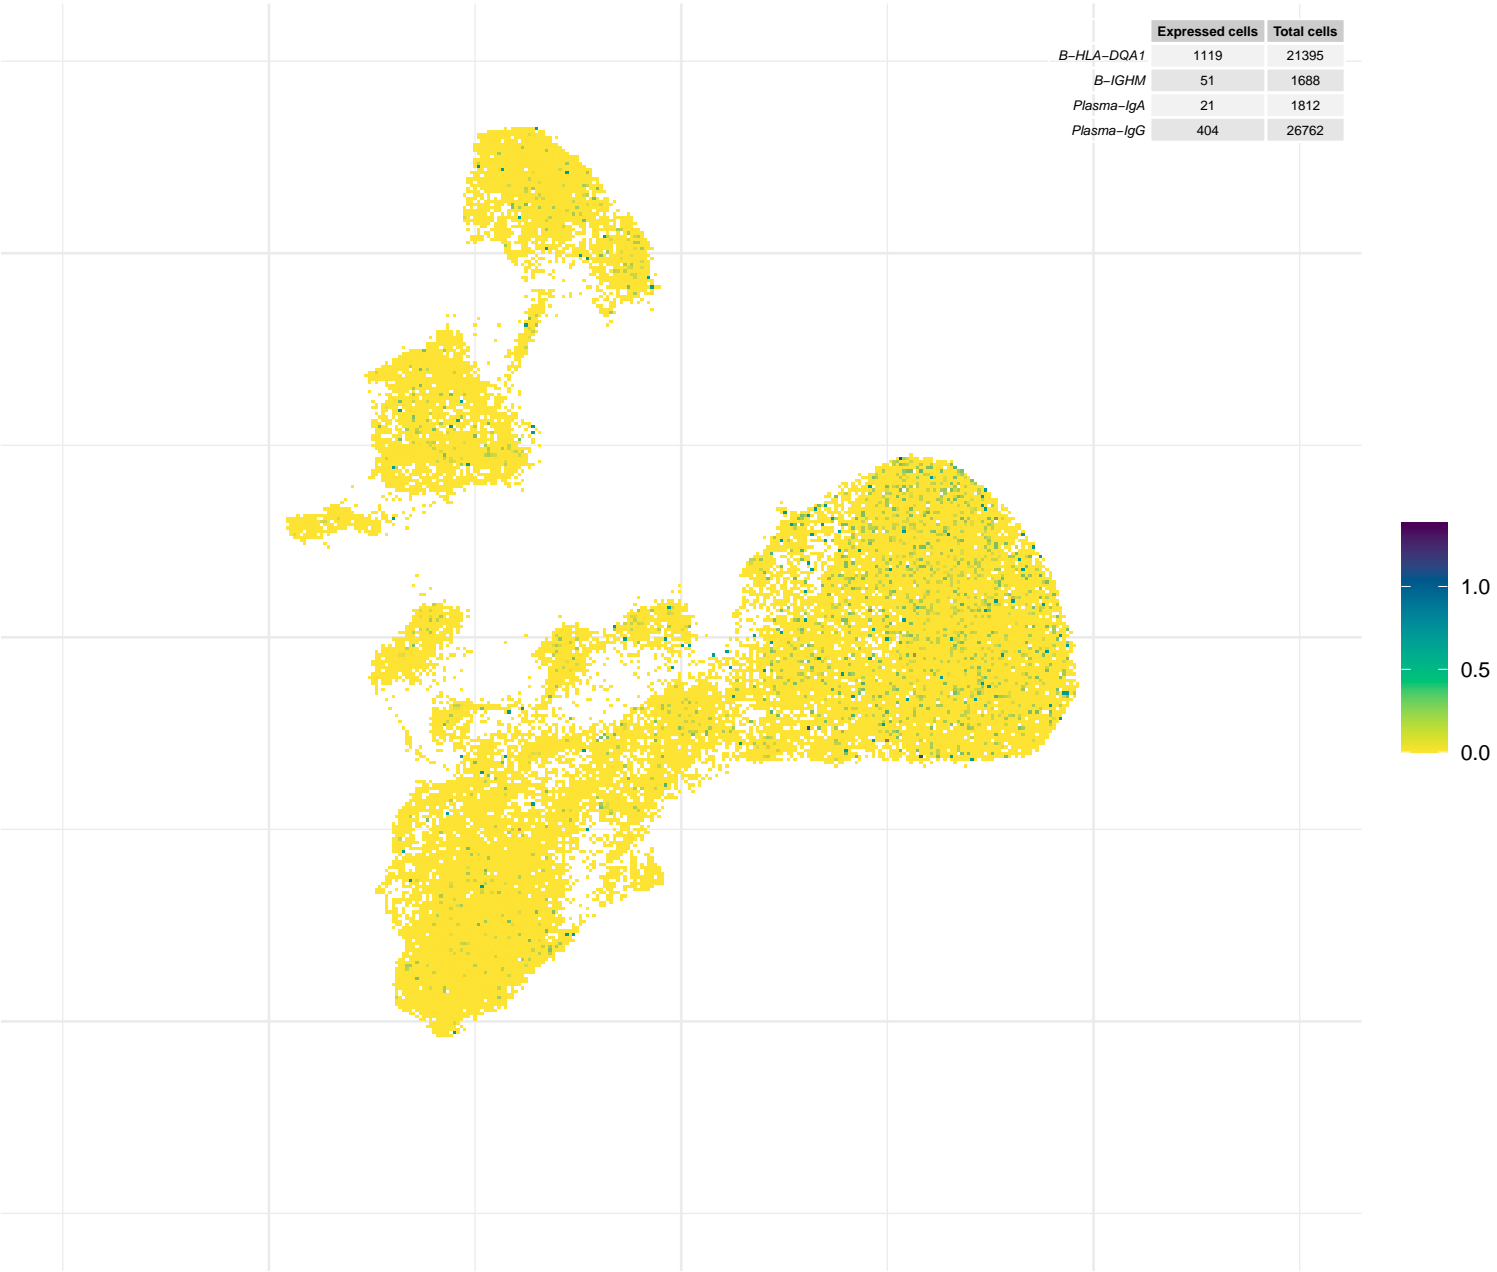 Expressed cells Total cells
B−HLA−DQA1 1119 21395
B−IGHM 51 1688
Plasma−IgA 21 1812
Plasma−IgG 404 26762
1.0
0.5
0.0